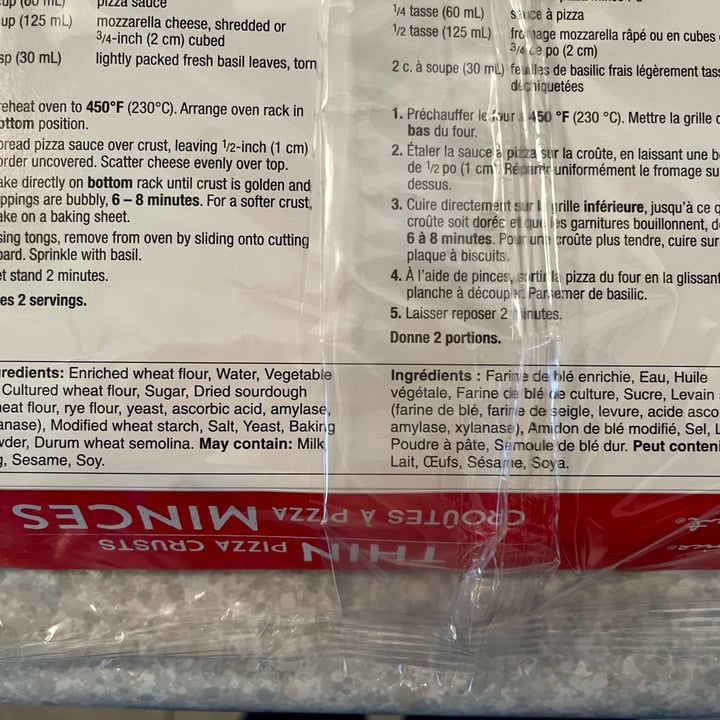 cup (60 mL) pizza sauce
cup (125 mL) mozzarella cheese, shredded or
3/4-inch (2 cm) cubed
sp (30 mL) lightly packed fresh basil leaves, torn
reheat oven to 450°F (230°C). Arrange oven rack in
ottom position.
pread pizza sauce over crust, leaving 1/2-inch (1 cm)
order uncovered. Scatter cheese evenly over top.
ake directly on bottom rack until crust is golden and
ppings are bubbly, 6 – 8 minutes. For a softer crust,
ake on a baking sheet.
sing tongs, remove from oven by sliding onto cutting
oard. Sprinkle with basil.
et stand 2 minutes.
es 2 servings.
redients: Enriched wheat flour, Water, Vegetable
Cultured wheat flour, Sugar, Dried sourdough
eat flour, rye flour, yeast, ascorbic acid, amylase,
anase), Modified wheat starch, Salt, Yeast, Baking
wder, Durum wheat semolina. May contain: Milk,
g, Sesame, Soy.
1/4 tasse (60 mL) sauce à pizza
1/2 tasse (125 mL) fromage mozzarella râpé ou en cubes
3/4 de po (2 cm)
2 c. à soupe (30 mL) feuilles de basilic frais légèrement tass
déchiquetées
1. Préchauffer le four à 450 °F (230 °C). Mettre la grille
bas du four.
2. Étaler la sauce à pizza sur la croûte, en laissant une b
de 1/2 po (1 cm). Répartir uniformément le fromage su
dessus.
3. Cuire directement sur la grille inférieure, jusqu'à ce q
croûte soit dorée et que les garnitures bouillonnent, d
6 à 8 minutes. Pour une croûte plus tendre, cuire sur
plaque à biscuits.
4. À l'aide de pinces, sortir la pizza du four en la glissant
planche à découper. Parsemer de basilic.
5. Laisser reposer 2 minutes.
Donne 2 portions.
Ingrédients : Farine de blé enrichie, Eau, Huile
végétale, Farine de blé de culture, Sucre, Levain
(farine de blé, farine de seigle, levure, acide asco
amylase, xylanase), Amidon de blé modifié, Sel, L
Poudre à pâte, Semoule de blé dur. Peut conteni
Lait, Œufs, Sésame, Soya.
CROÛTES À PIZZA MINCES
THIN PIZZA CRUSTS